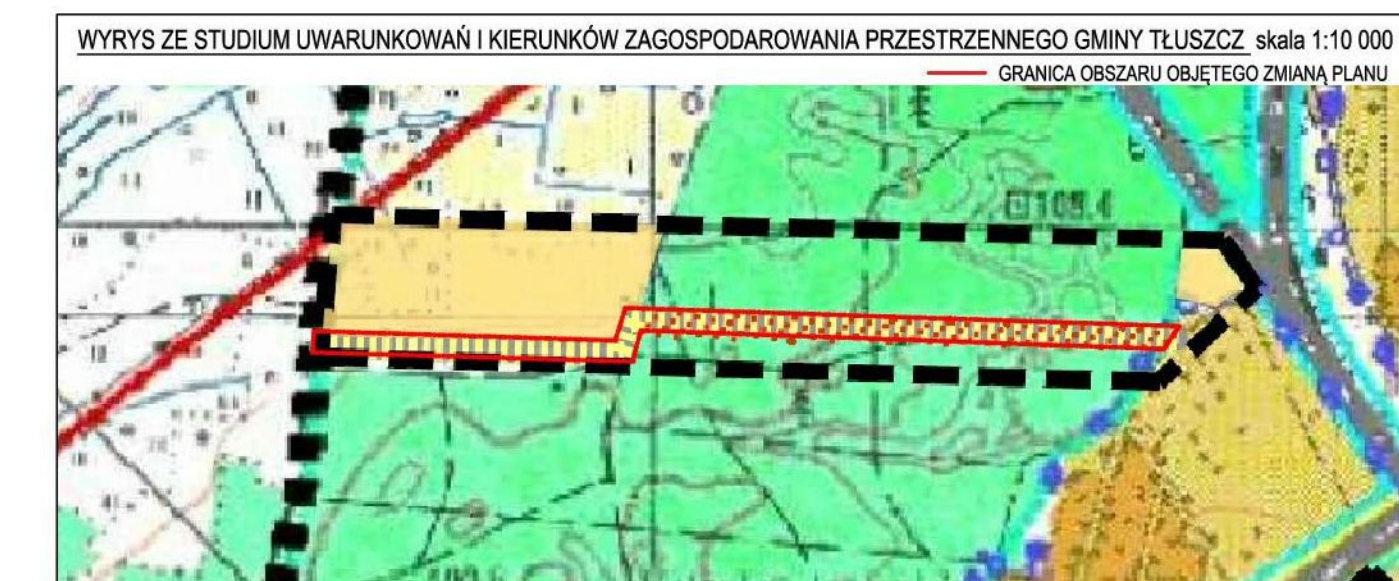 WYRYS ZE STUDIUM UWARUNKOWAŃ I KIERUNKÓW ZAGOSPODAROWANIA PRZESTRZENNEGO GMINY TŁUSZCZ skala 1:10 000
GRANICA OBSZARU OBJĘTEGO ZMIANĄ PLANU